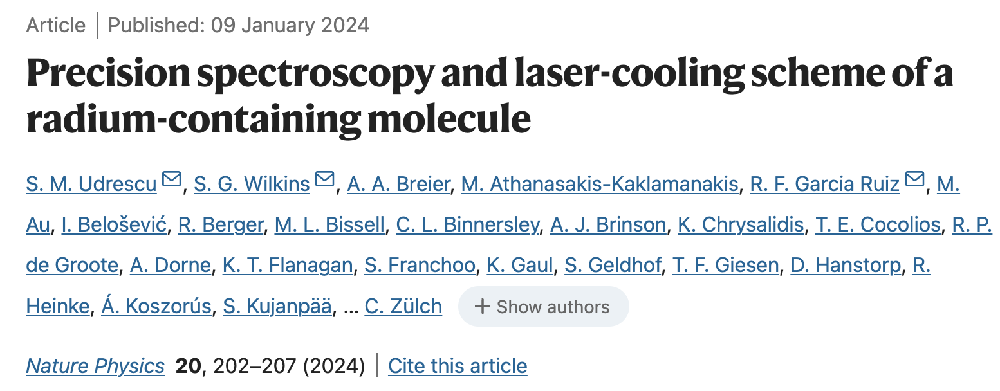 Article | Published: 09 January 2024
Precision spectroscopy and laser-cooling scheme of a
radium-containing molecule
S. M. Udrescu, S. G. Wilkins, A. A. Breier, M. Athanasakis-Kaklamanakis, R. F. Garcia Ruiz, M.
Au, I. Belošević, R. Berger, M. L. Bissell, C. L. Binnersley, A. J. Brinson, K. Chrysalidis, T. E. Cocolios, R. P.
de Groote, A. Dorne, K. T. Flanagan, S. Franchoo, K. Gaul, S. Geldhof, T. F. Giesen, D. Hanstorp, R.
Heinke, Á. Koszorús, S. Kujanpää, ... C. Zülch + Show authors
Nature Physics 20, 202–207 (2024) | Cite this article